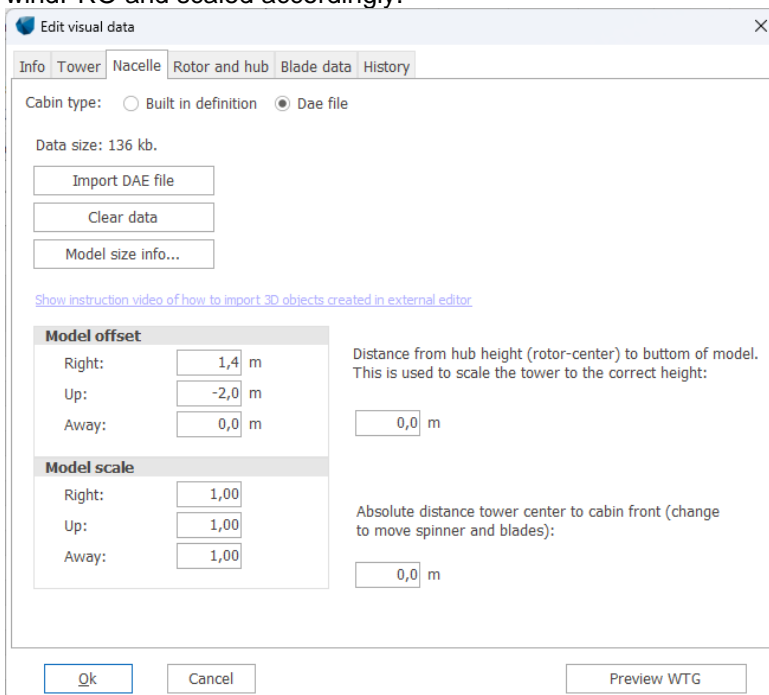 windPRO and scaled accordingly.
Edit visual data
Info Tower Nacelle Rotor and hub Blade data History
Cabin type: Built in definition Dae file
Data size: 136 kb.
Import DAE file
Clear data
Model size info...
Show instruction video of how to import 3D objects created in external editor
Model offset
Right: 1,4 m
Up: -2,0 m
Away: 0,0 m
Distance from hub height (rotor-center) to buttom of model.
This is used to scale the tower to the correct height:
0,0 m
Model scale
Right: 1,00
Up: 1,00
Away: 1,00
Absolute distance tower center to cabin front (change
to move spinner and blades):
0,0 m
Ok Cancel Preview WTG